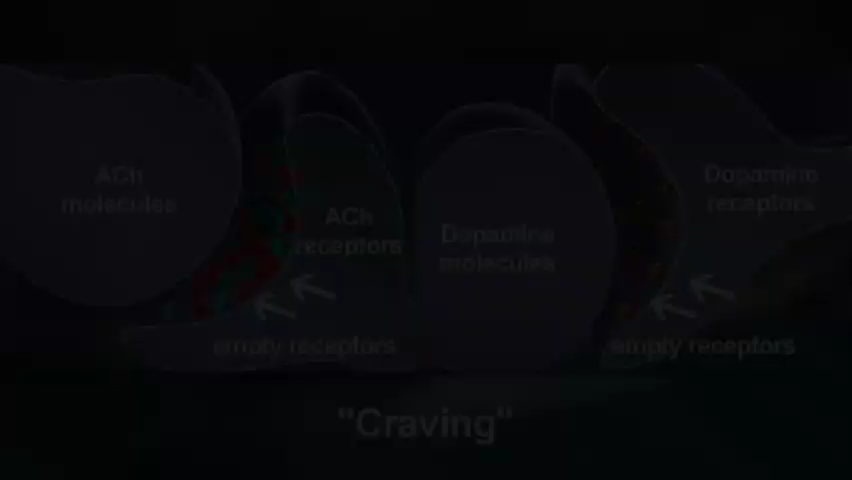 ACh
molecules
ACh
receptors
Dopamine
molecules
Dopamine
receptors
empty receptors
empty receptors
"Craving"